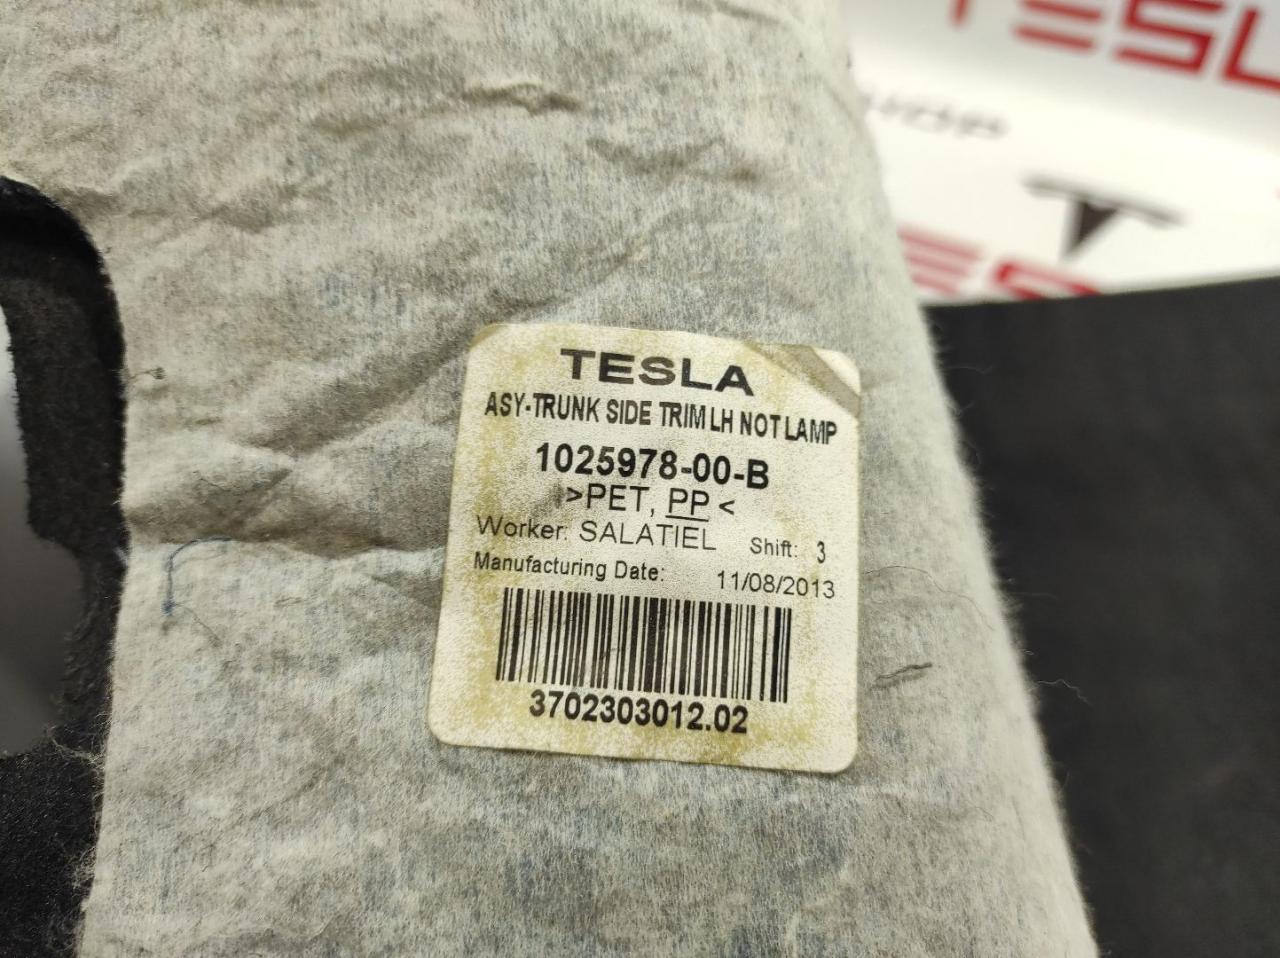 TESL
TESLA
ASY-TRUNK SIDE TRIM LH NOT LAMP
1025978-00-B
>PET, PP <
Worker: SALATIEL Shift: 3
Manufacturing Date: 11/08/2013
3702303012.02